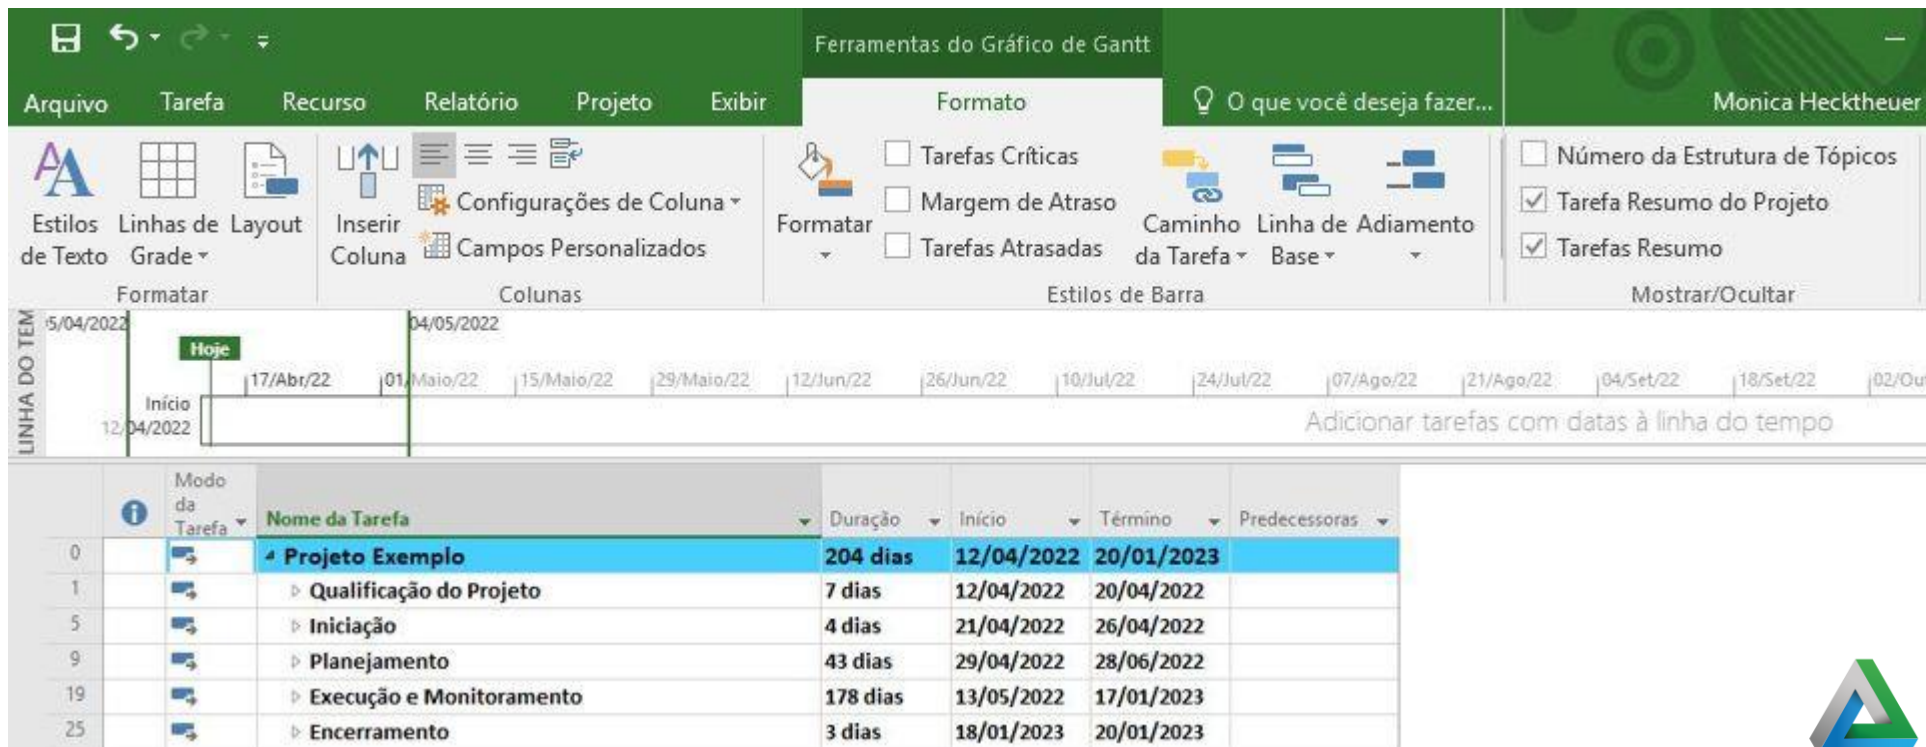 Ferramentas do Gráfico de Gantt
Arquivo Tarefa Recurso Relatório Projeto Exibir Formato O que você deseja fazer... Monica Hecktheuer
Estilos de Texto
Linhas de Grade
Layout
Formatar
Inserir Coluna
Configurações de Coluna
Campos Personalizados
Colunas
Formatar
Tarefas Críticas
Margem de Atraso
Tarefas Atrasadas
Caminho da Tarefa
Linha de Base
Adiamento
Estilos de Barra
Número da Estrutura de Tópicos
Tarefa Resumo do Projeto
Tarefas Resumo
Mostrar/Ocultar
LINHA DO TEM
5/04/2022 04/05/2022
Hoje
17/Abr/22 01/Maio/22 15/Maio/22 29/Maio/22 12/Jun/22 26/Jun/22 10/Jul/22 24/Jul/22 07/Ago/22 21/Ago/22 04/Set/22 18/Set/22 02/Ou
Início
12/04/2022
Adicionar tarefas com datas à linha do tempo
Modo da Tarefa Nome da Tarefa Duração Início Término Predecessoras
0 Projeto Exemplo 204 dias 12/04/2022 20/01/2023
1 Qualificação do Projeto 7 dias 12/04/2022 20/04/2022
5 Iniciação 4 dias 21/04/2022 26/04/2022
9 Planejamento 43 dias 29/04/2022 28/06/2022
19 Execução e Monitoramento 178 dias 13/05/2022 17/01/2023
25 Encerramento 3 dias 18/01/2023 20/01/2023